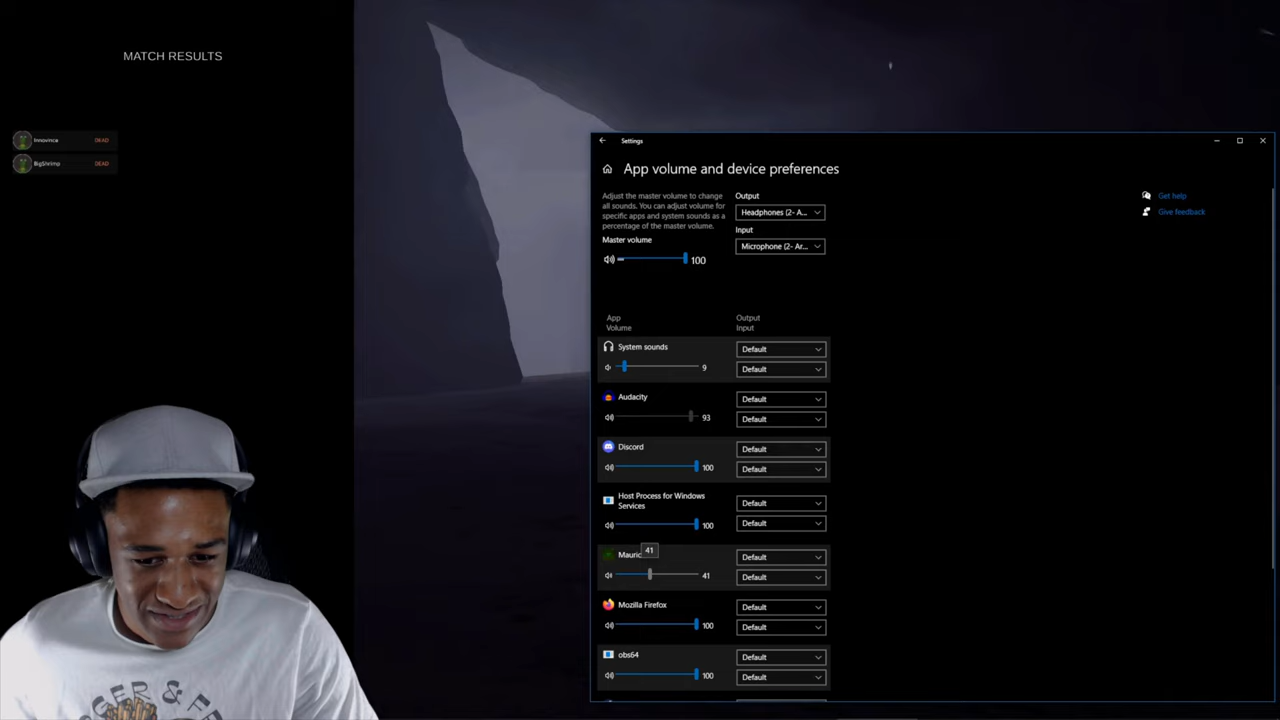 MATCH RESULTS
Innovince DEAD
BigShrimp DEAD
Settings
App volume and device preferences
Adjust the master volume to change
all sounds. You can adjust volume for
specific apps and system sounds as a
percentage of the master volume.
Master volume
100
Output
Headphones (2- A...
Input
Microphone (2- Ar...
Get help
Give feedback
App
Volume
Output
Input
System sounds
9
Default
Default
Audacity
93
Default
Default
Discord
100
Default
Default
Host Process for Windows
Services
100
Default
Default
Mauric
41
41
Default
Default
Mozilla Firefox
100
Default
Default
obs64
100
Default
Default